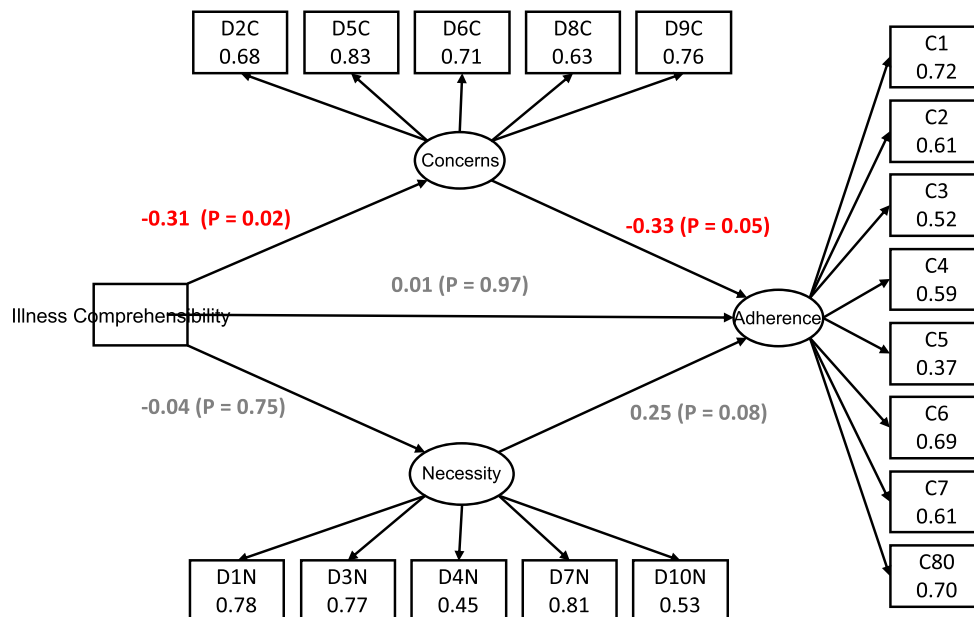 D2C
0.68
D5C
0.83
D6C
0.71
D8C
0.63
D9C
0.76
C1
0.72
C2
0.61
C3
0.52
C4
0.59
C5
0.37
C6
0.69
C7
0.61
C80
0.70
Concerns
-0.31 (P = 0.02)
-0.33 (P = 0.05)
0.01 (P = 0.97)
Illness Comprehensibility
Adherence
-0.04 (P = 0.75)
0.25 (P = 0.08)
Necessity
D1N
0.78
D3N
0.77
D4N
0.45
D7N
0.81
D10N
0.53